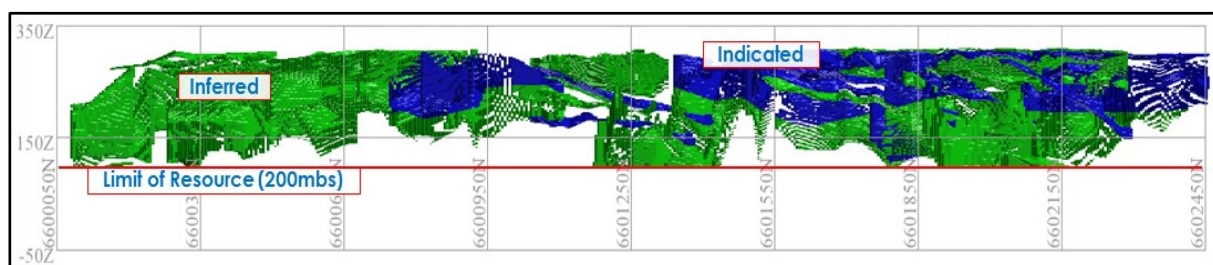 350Z
Indicated
Inferred
150Z
Limit of Resource (200mbs)
6600050N
6600950N
6601250N
6601550N
6601850N
6602150N
6602450N
-50Z